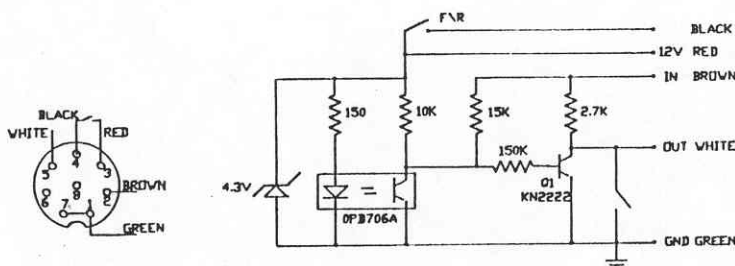 F\R
BLACK
12V RED
IN BROWN
150
10K
15K
2.7K
BLACK
WHITE
RED
4
5
3
OUT WHITE
150K
4.3V
Q1
KN2222
BROWN
8
6
2
7
1
OPB706A
GREEN
GND GREEN